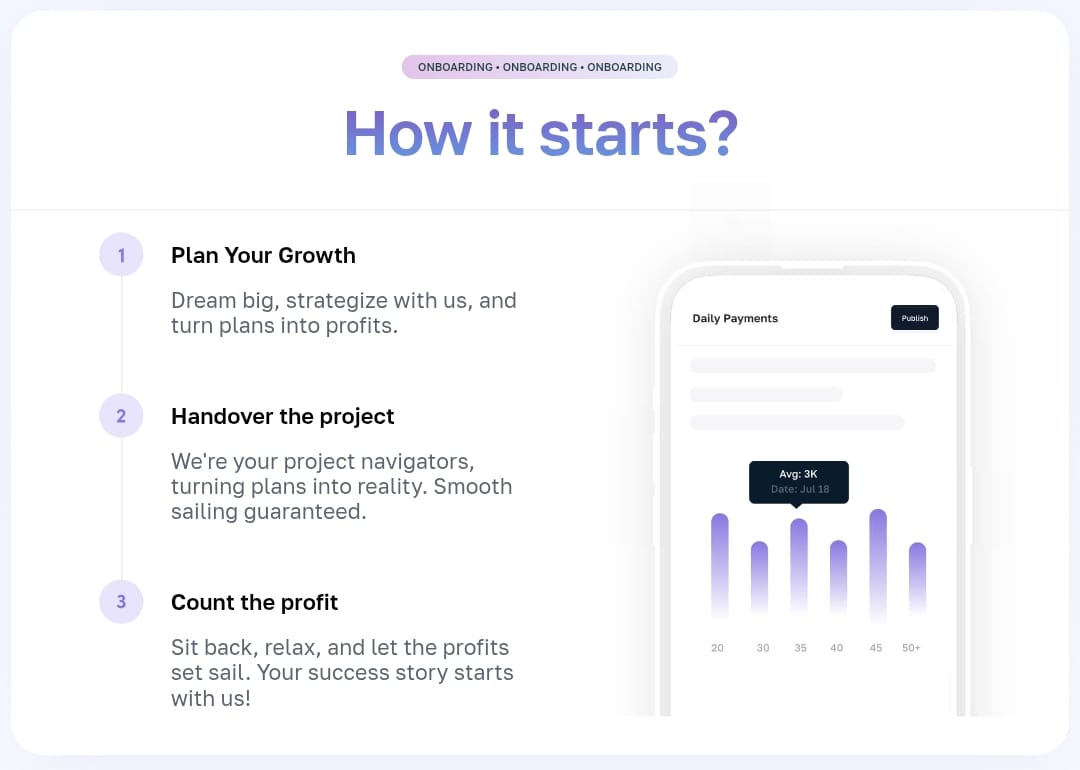 ONBOARDING • ONBOARDING • ONBOARDING
How it starts?
1
Plan Your Growth
Dream big, strategize with us, and
turn plans into profits.
2
Handover the project
We're your project navigators,
turning plans into reality. Smooth
sailing guaranteed.
3
Count the profit
Sit back, relax, and let the profits
set sail. Your success story starts
with us!
Daily Payments
Publish
Avg: 3K
Date: Jul 18
20 30 35 40 45 50+